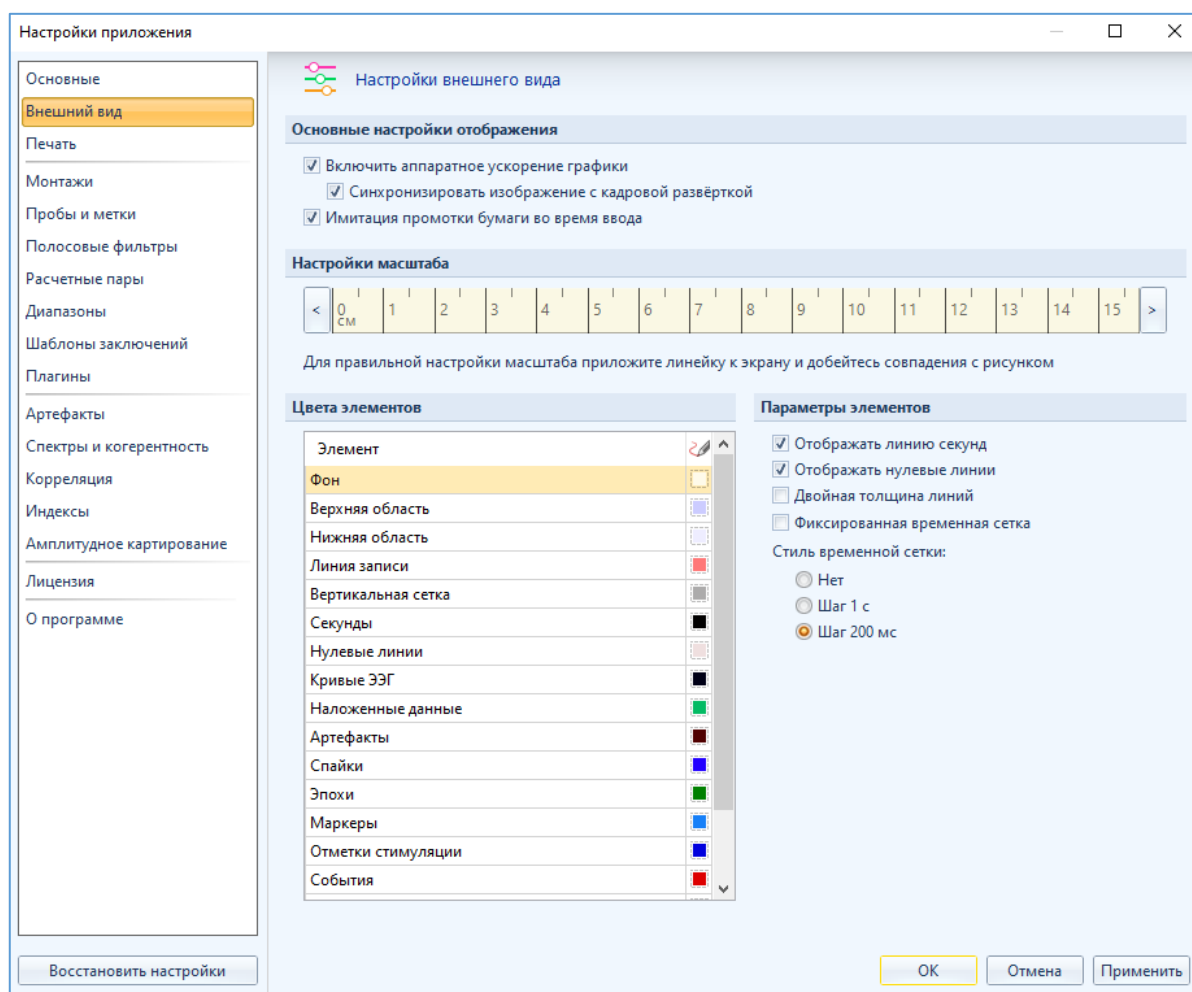 Настройки приложения
Основные
Внешний вид
Печать
Монтажи
Пробы и метки
Полосовые фильтры
Расчетные пары
Диапазоны
Шаблоны заключений
Плагины
Артефакты
Спектры и когерентность
Корреляция
Индексы
Амплитудное картирование
Лицензия
О программе
Восстановить настройки
Настройки внешнего вида
Основные настройки отображения
Включить аппаратное ускорение графики
Синхронизировать изображение с кадровой развёрткой
Имитация промотки бумаги во время ввода
Настройки масштаба
< 0 1 2 3 4 5 6 7 8 9 10 11 12 13 14 15 >
см
Для правильной настройки масштаба приложите линейку к экрану и добейтесь совпадения с рисунком
Цвета элементов
Элемент
Фон
Верхняя область
Нижняя область
Линия записи
Вертикальная сетка
Секунды
Нулевые линии
Кривые ЭЭГ
Наложенные данные
Артефакты
Спайки
Эпохи
Маркеры
Отметки стимуляции
События
Параметры элементов
Отображать линию секунд
Отображать нулевые линии
Двойная толщина линий
Фиксированная временная сетка
Стиль временной сетки:
Нет
Шаг 1 с
Шаг 200 мс
ОК Отмена Применить